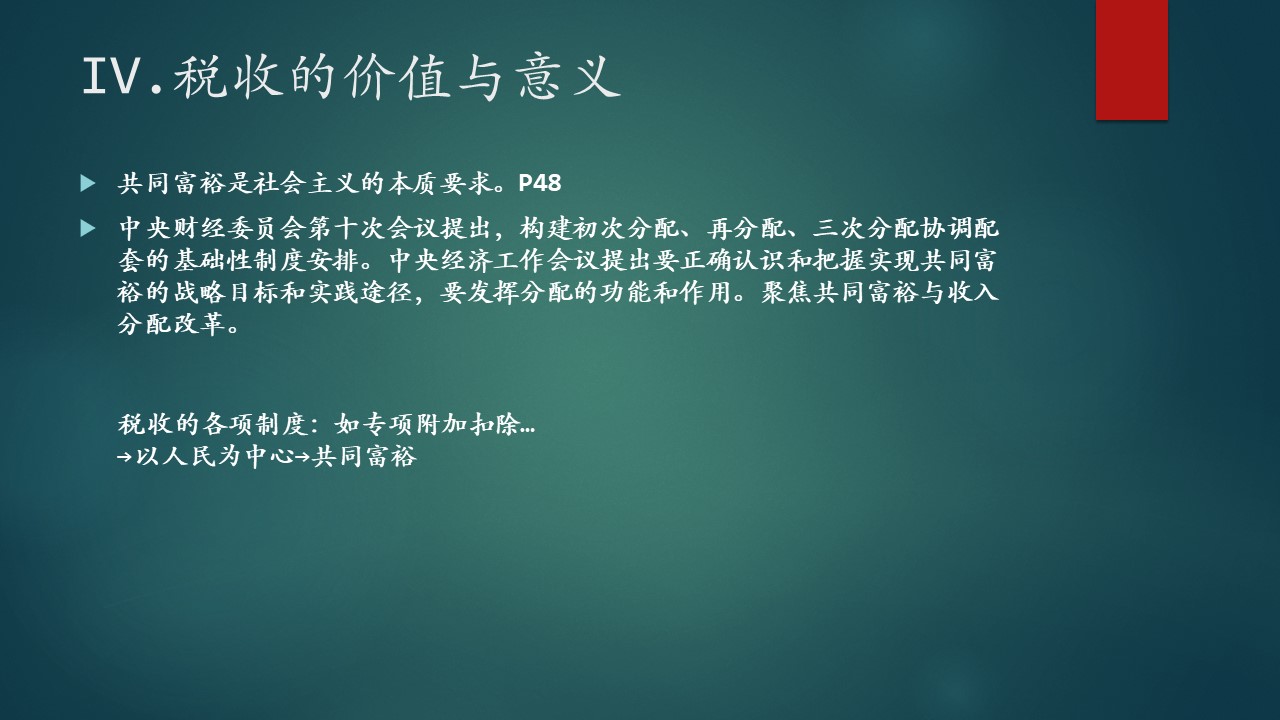 IV.税收的价值与意义
共同富裕是社会主义的本质要求。P48
中央财经委员会第十次会议提出，构建初次分配、再分配、三次分配协调配
套的基础性制度安排。中央经济工作会议提出要正确认识和把握实现共同富
裕的战略目标和实践途径，要发挥分配的功能和作用。聚焦共同富裕与收入
分配改革。
税收的各项制度：如专项附加扣除…
→以人民为中心→共同富裕